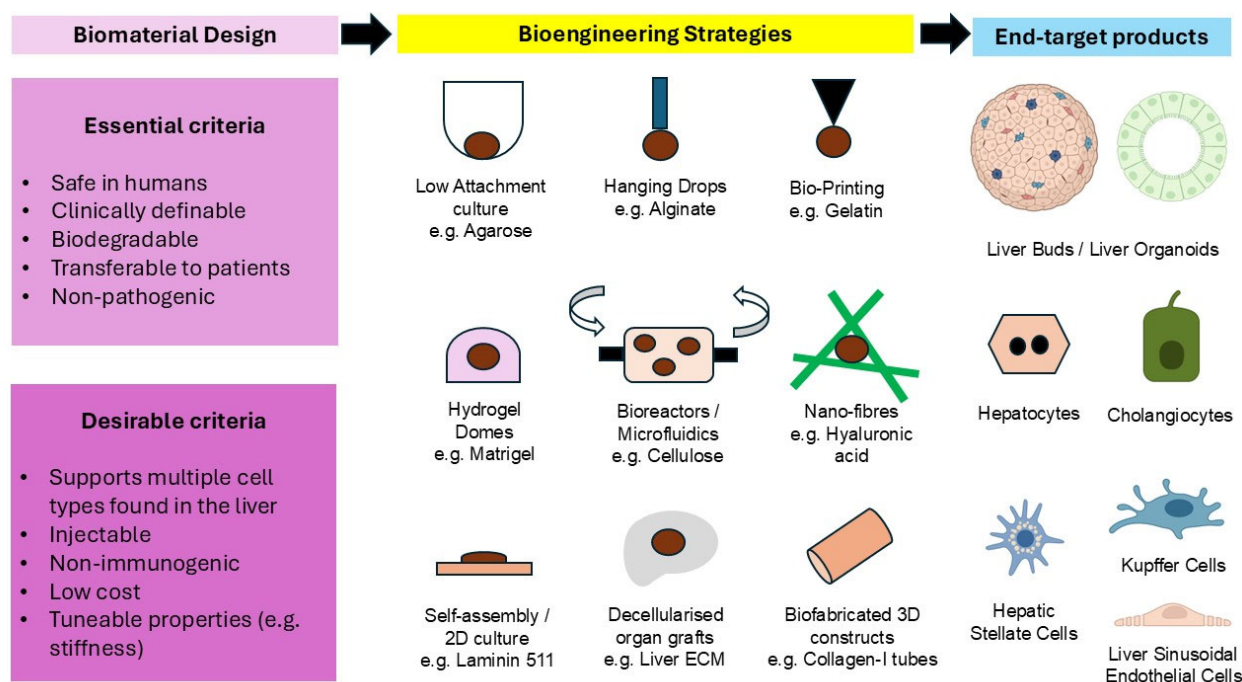 Biomaterial Design
Bioengineering Strategies
End-target products
Essential criteria
• Safe in humans
• Clinically definable
• Biodegradable
• Transferable to patients
• Non-pathogenic
Desirable criteria
• Supports multiple cell
types found in the liver
• Injectable
• Non-immunogenic
• Low cost
• Tuneable properties (e.g.
stiffness)
Low Attachment
culture
e.g. Agarose
Hanging Drops
e.g. Alginate
Bio-Printing
e.g. Gelatin
Hydrogel
Domes
e.g. Matrigel
Bioreactors /
Microfluidics
e.g. Cellulose
Nano-fibres
e.g. Hyaluronic
acid
Self-assembly /
2D culture
e.g. Laminin 511
Decellularised
organ grafts
e.g. Liver ECM
Biofabricated 3D
constructs
e.g. Collagen-I tubes
Liver Buds / Liver Organoids
Hepatocytes
Cholangiocytes
Kupffer Cells
Hepatic
Stellate Cells
Liver Sinusoidal
Endothelial Cells